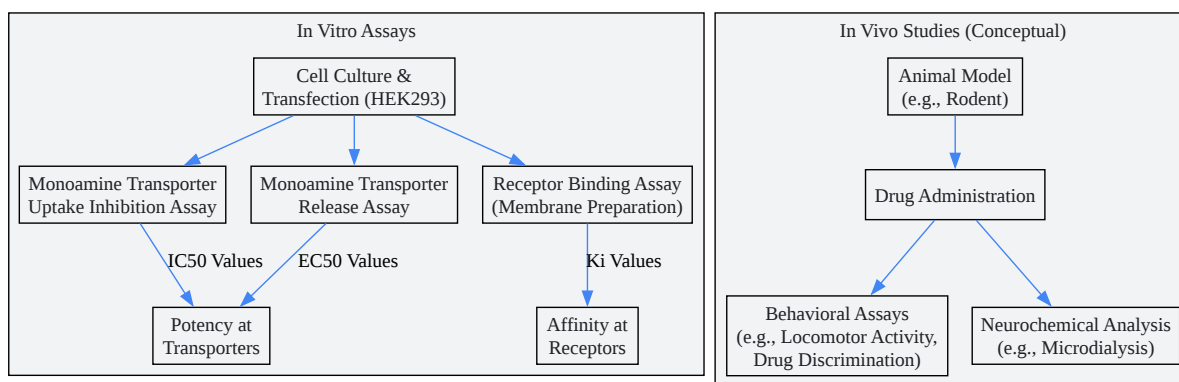 In Vitro Assays
Cell Culture &
Transfection (HEK293)
Monoamine Transporter
Uptake Inhibition Assay
Monoamine Transporter
Release Assay
Receptor Binding Assay
(Membrane Preparation)
IC50 Values
EC50 Values
Ki Values
Potency at
Transporters
Affinity at
Receptors
In Vivo Studies (Conceptual)
Animal Model
(e.g., Rodent)
Drug Administration
Behavioral Assays
(e.g., Locomotor Activity,
Drug Discrimination)
Neurochemical Analysis
(e.g., Microdialysis)